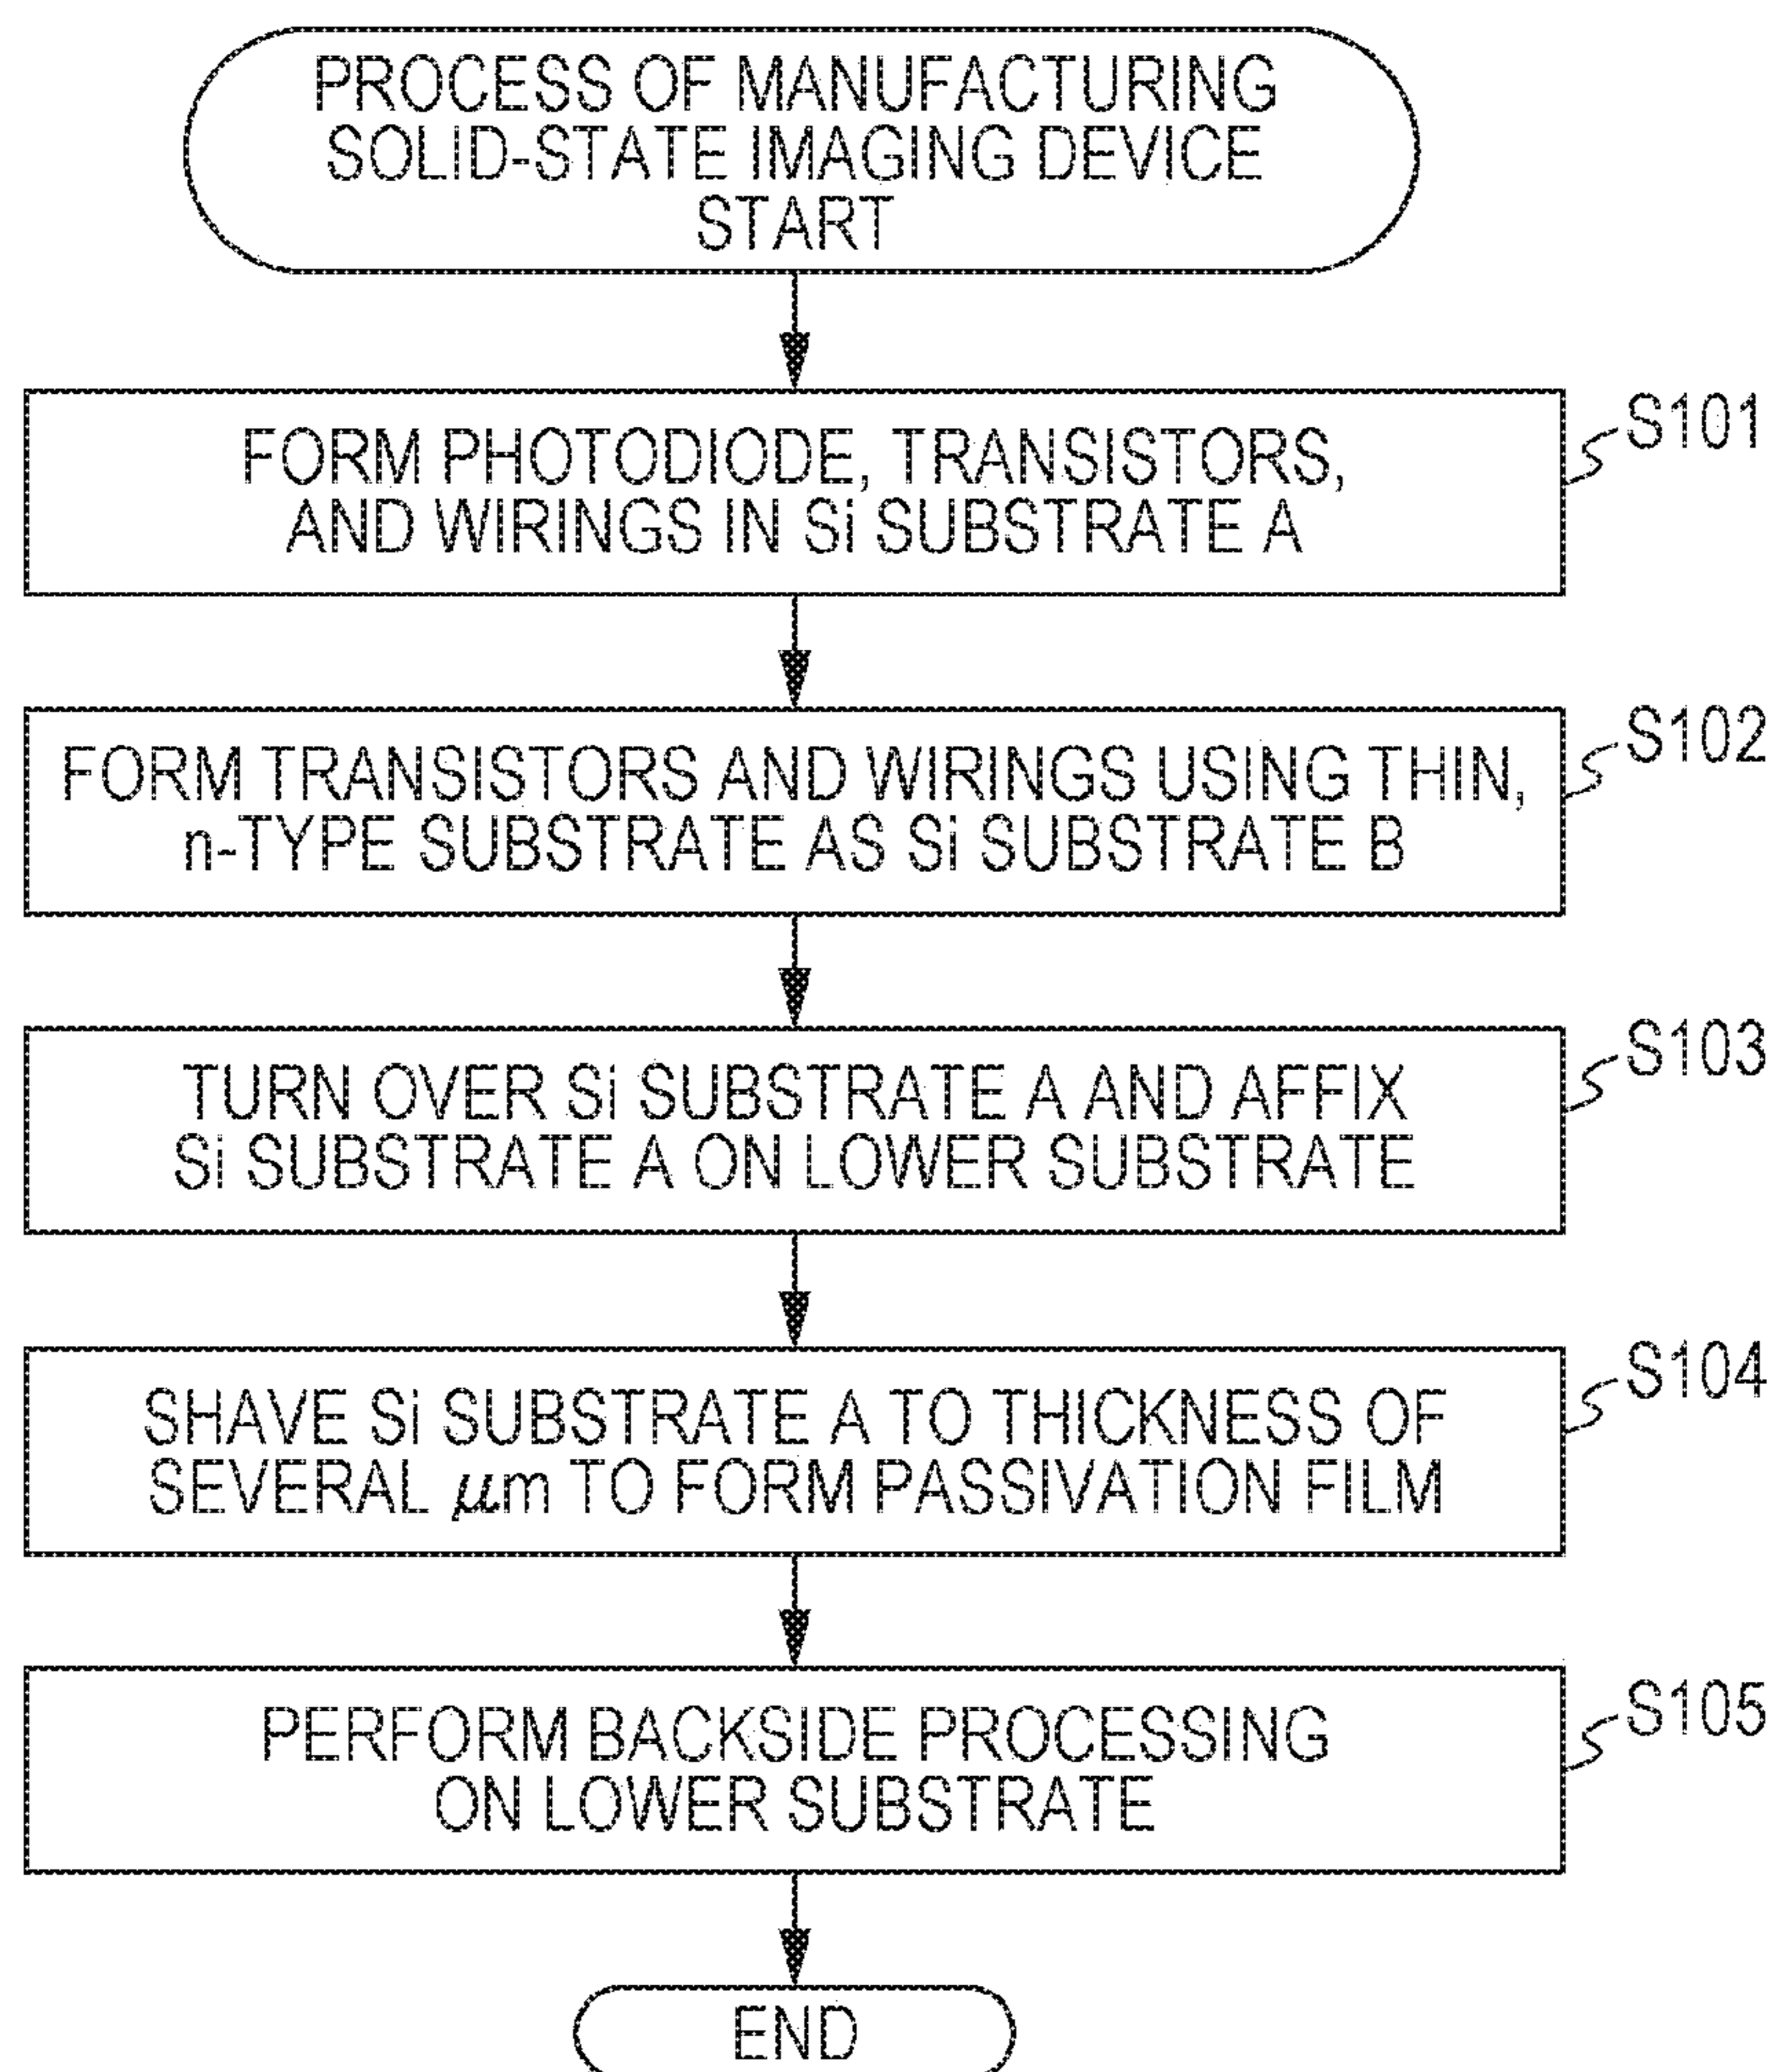 PROCESS OF MANUFACTURING
SOLID-STATE IMAGING DEVICE
START
S101
FORM PHOTODIODE, TRANSISTORS,
AND WIRINGS IN Si SUBSTRATE A
S102
FORM TRANSISTORS AND WIRINGS USING THIN,
n-TYPE SUBSTRATE AS Si SUBSTRATE B
S103
TURN OVER Si SUBSTRATE A AND AFFIX
Si SUBSTRATE A ON LOWER SUBSTRATE
S104
SHAVE Si SUBSTRATE A TO THICKNESS OF
SEVERAL μm TO FORM PASSIVATION FILM
S105
PERFORM BACKSIDE PROCESSING
ON LOWER SUBSTRATE
END